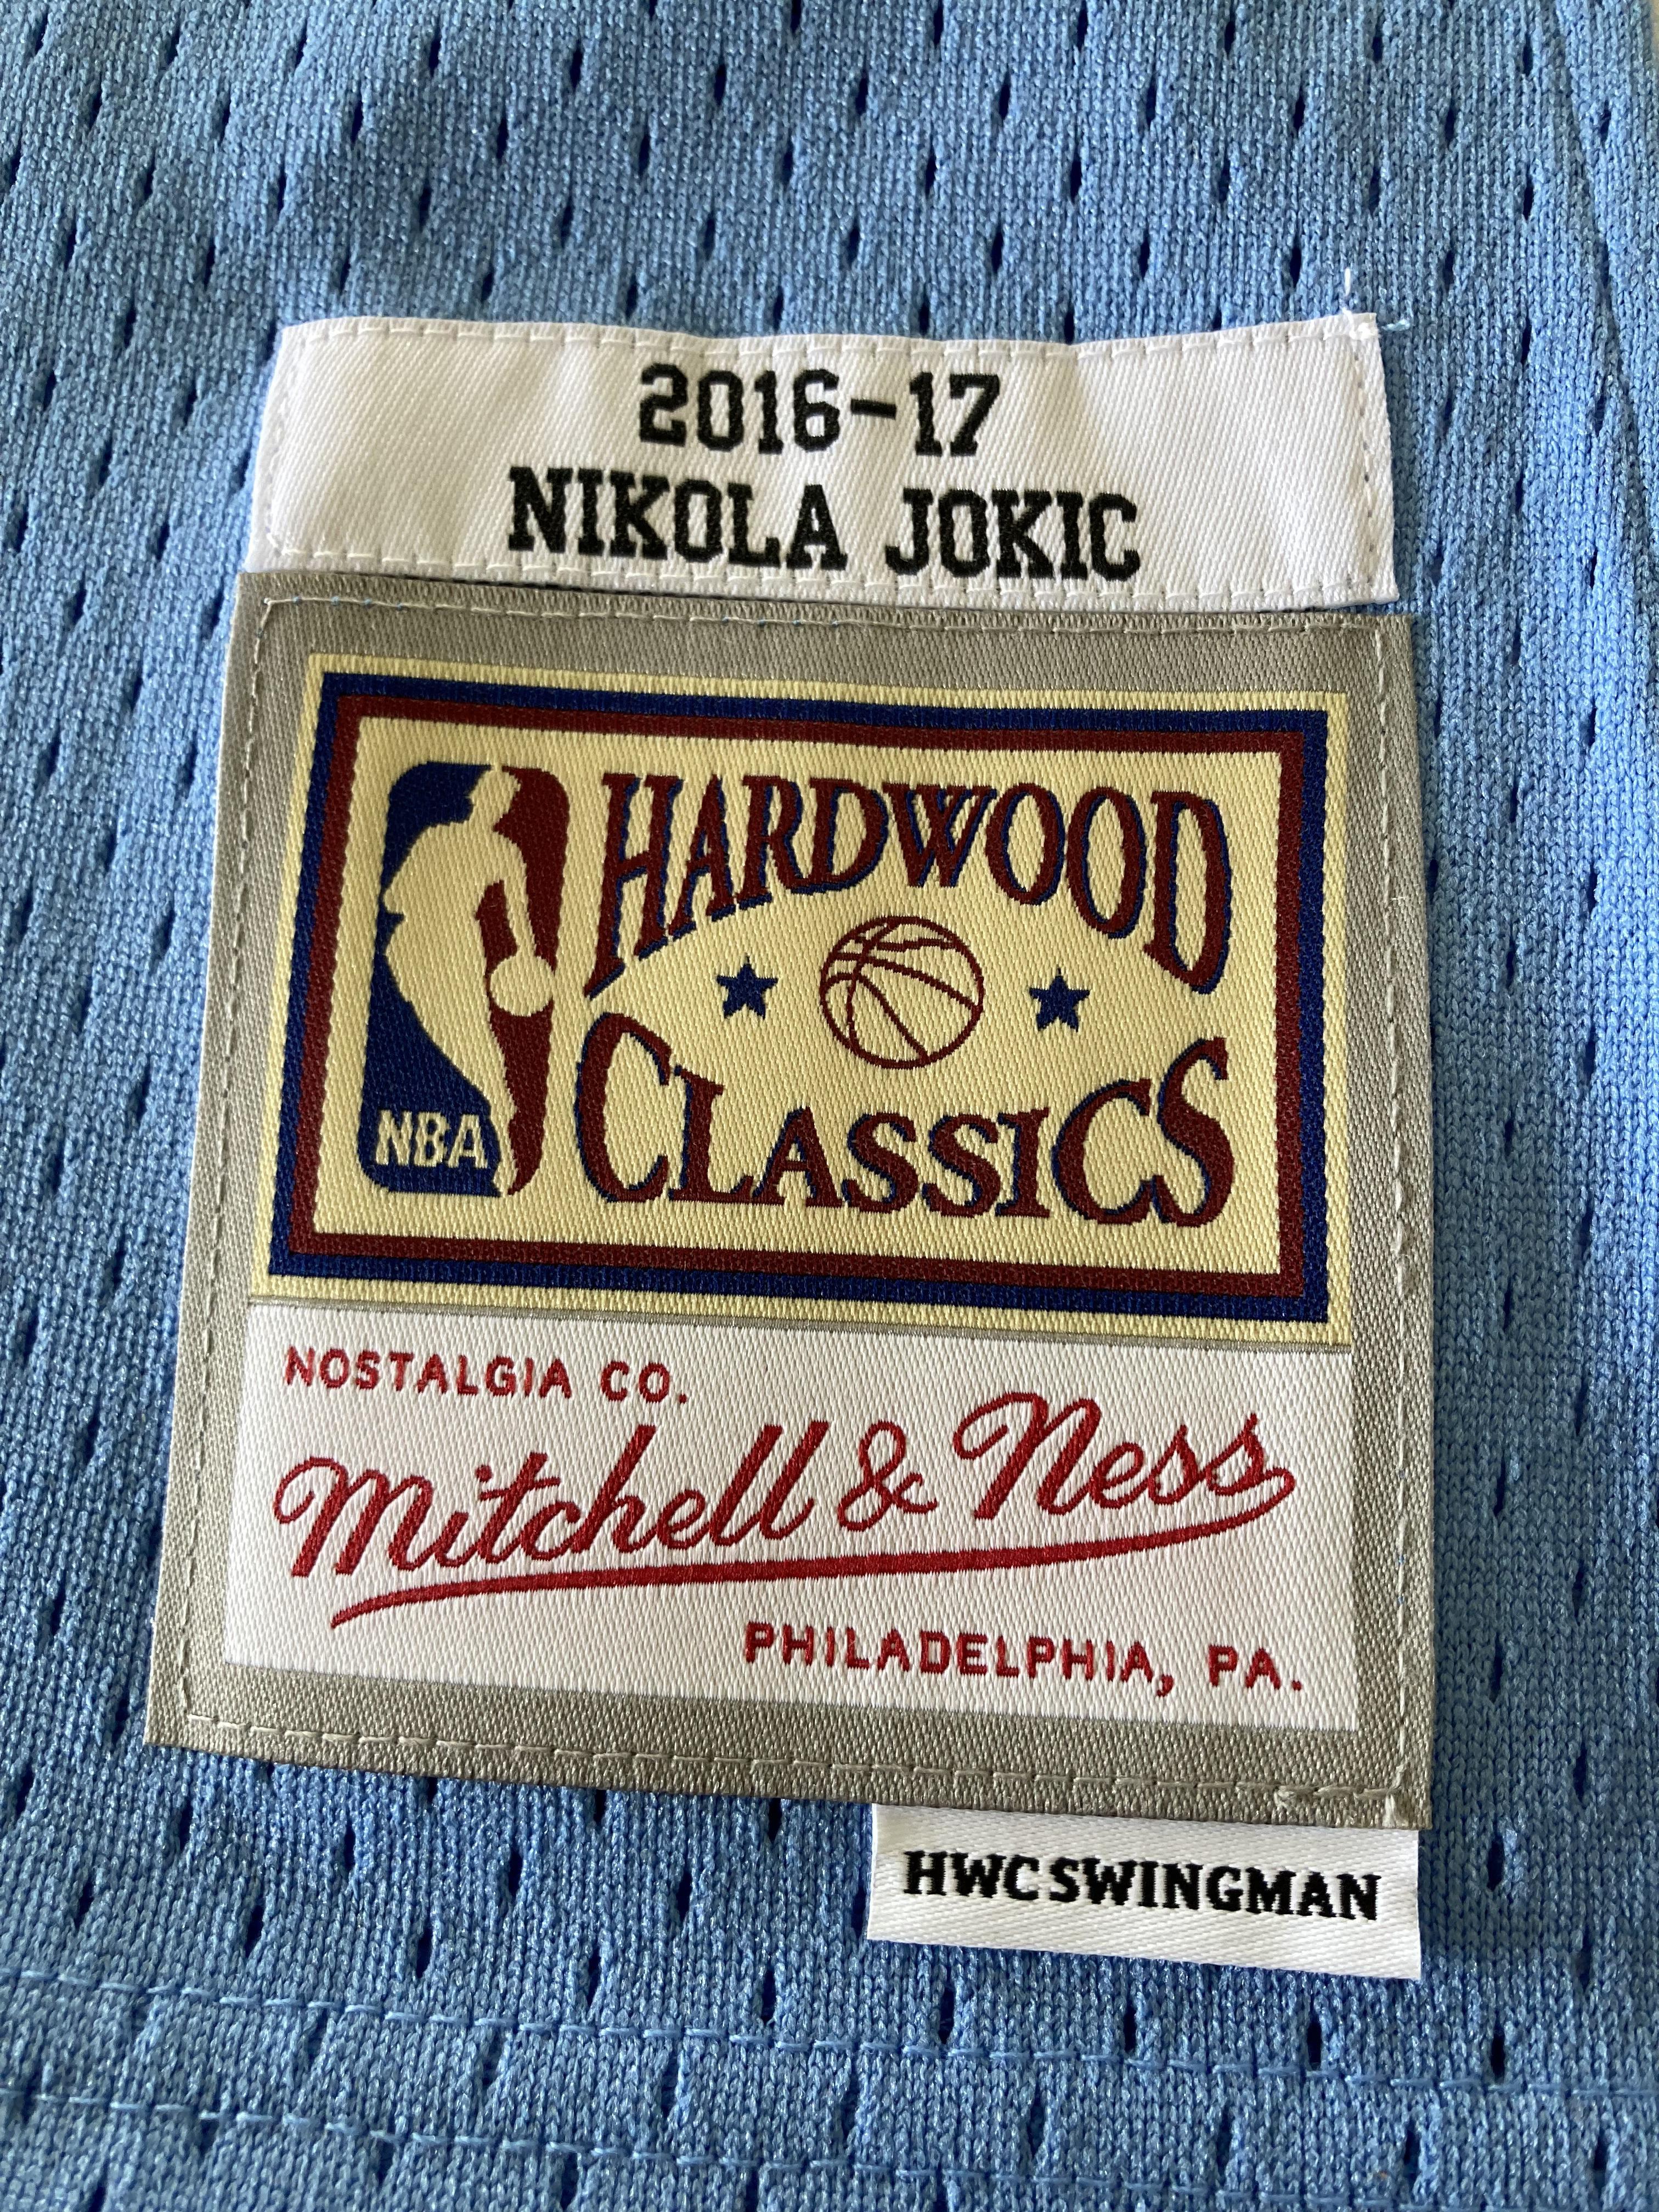 2016-17
NIKOLA JOKIC
HARDWOOD
CLASSICS
NBA
NOSTALGIA CO.
Mitchell & Ness
PHILADELPHIA, PA.
HWC SWINGMAN